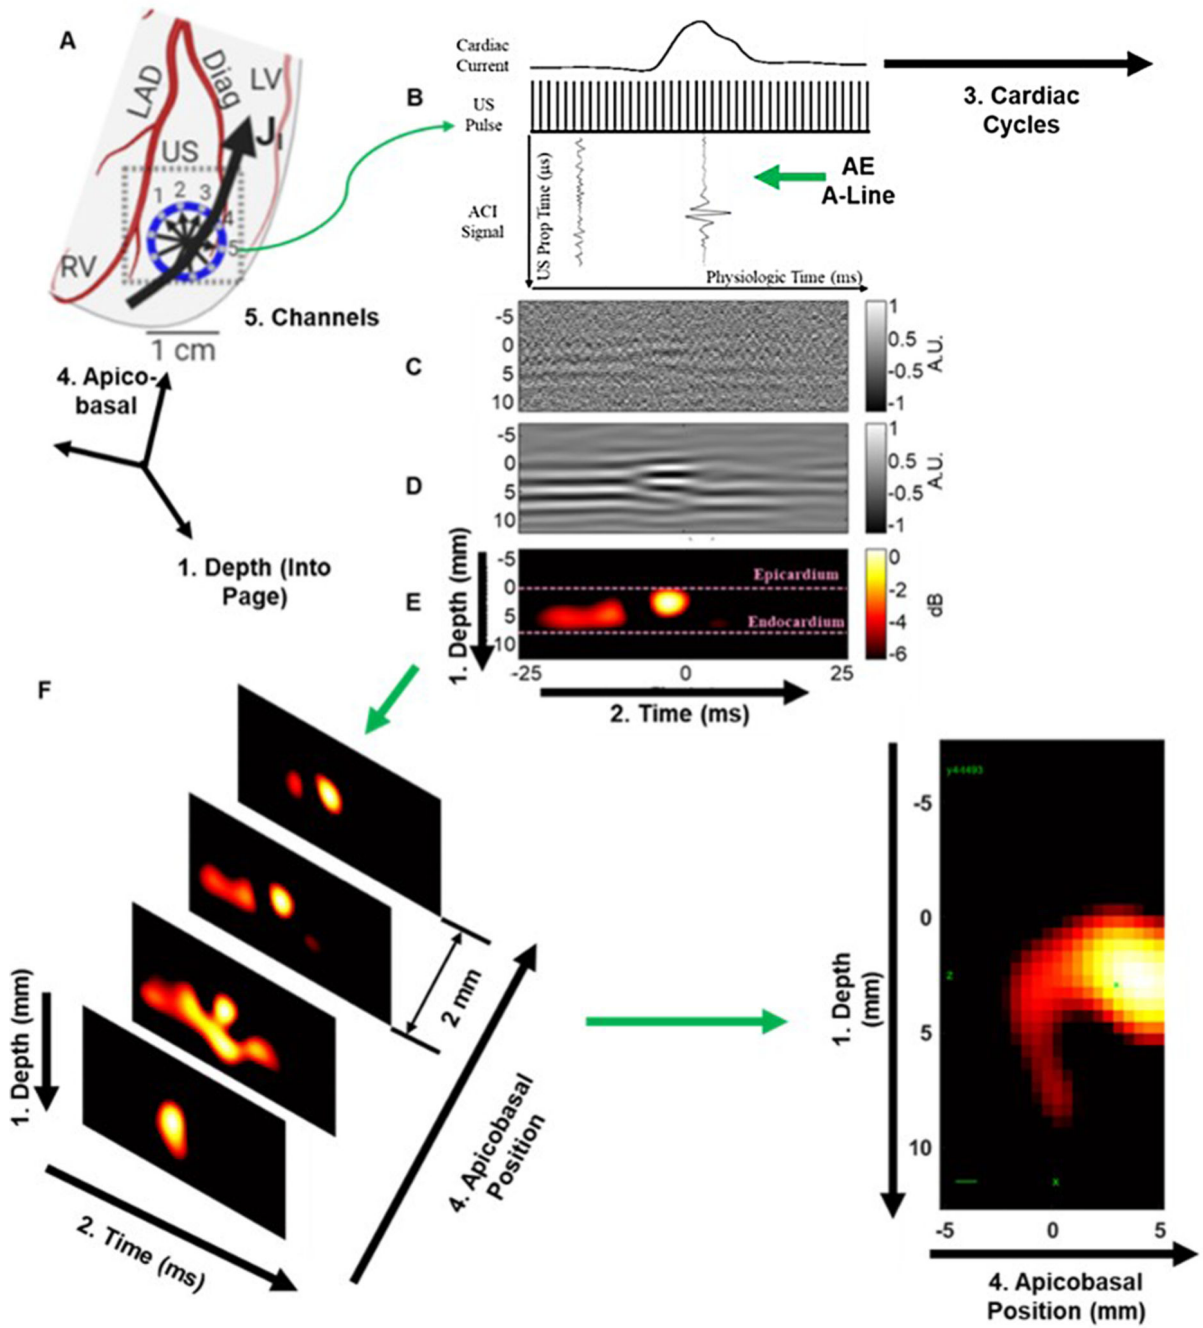 A
LAD
Diag
LV
J I
US
1 2 3
4
5
RV
1 cm
5. Channels
4. Apico-
basal
1. Depth (Into
Page)
B
Cardiac
Current
US
Pulse
3. Cardiac
Cycles
AE
A-Line
ACI
Signal
US Prop Time (µs)
Physiologic Time (ms)
C
-5
0
5
10
1
0.5
-0.5
-1
A.U.
D
-5
0
5
10
1
0.5
-0.5
-1
A.U.
E
1. Depth (mm)
-5
0
5
10
Epicardium
Endocardium
0
-2
-4
-6
dB
-25
0
25
2. Time (ms)
F
2 mm
1. Depth (mm)
2. Time (ms)
4. Apicobasal
Position
1. Depth
(mm)
y44493
-5
0
5
10
z
x
-5
0
5
4. Apicobasal
Position (mm)